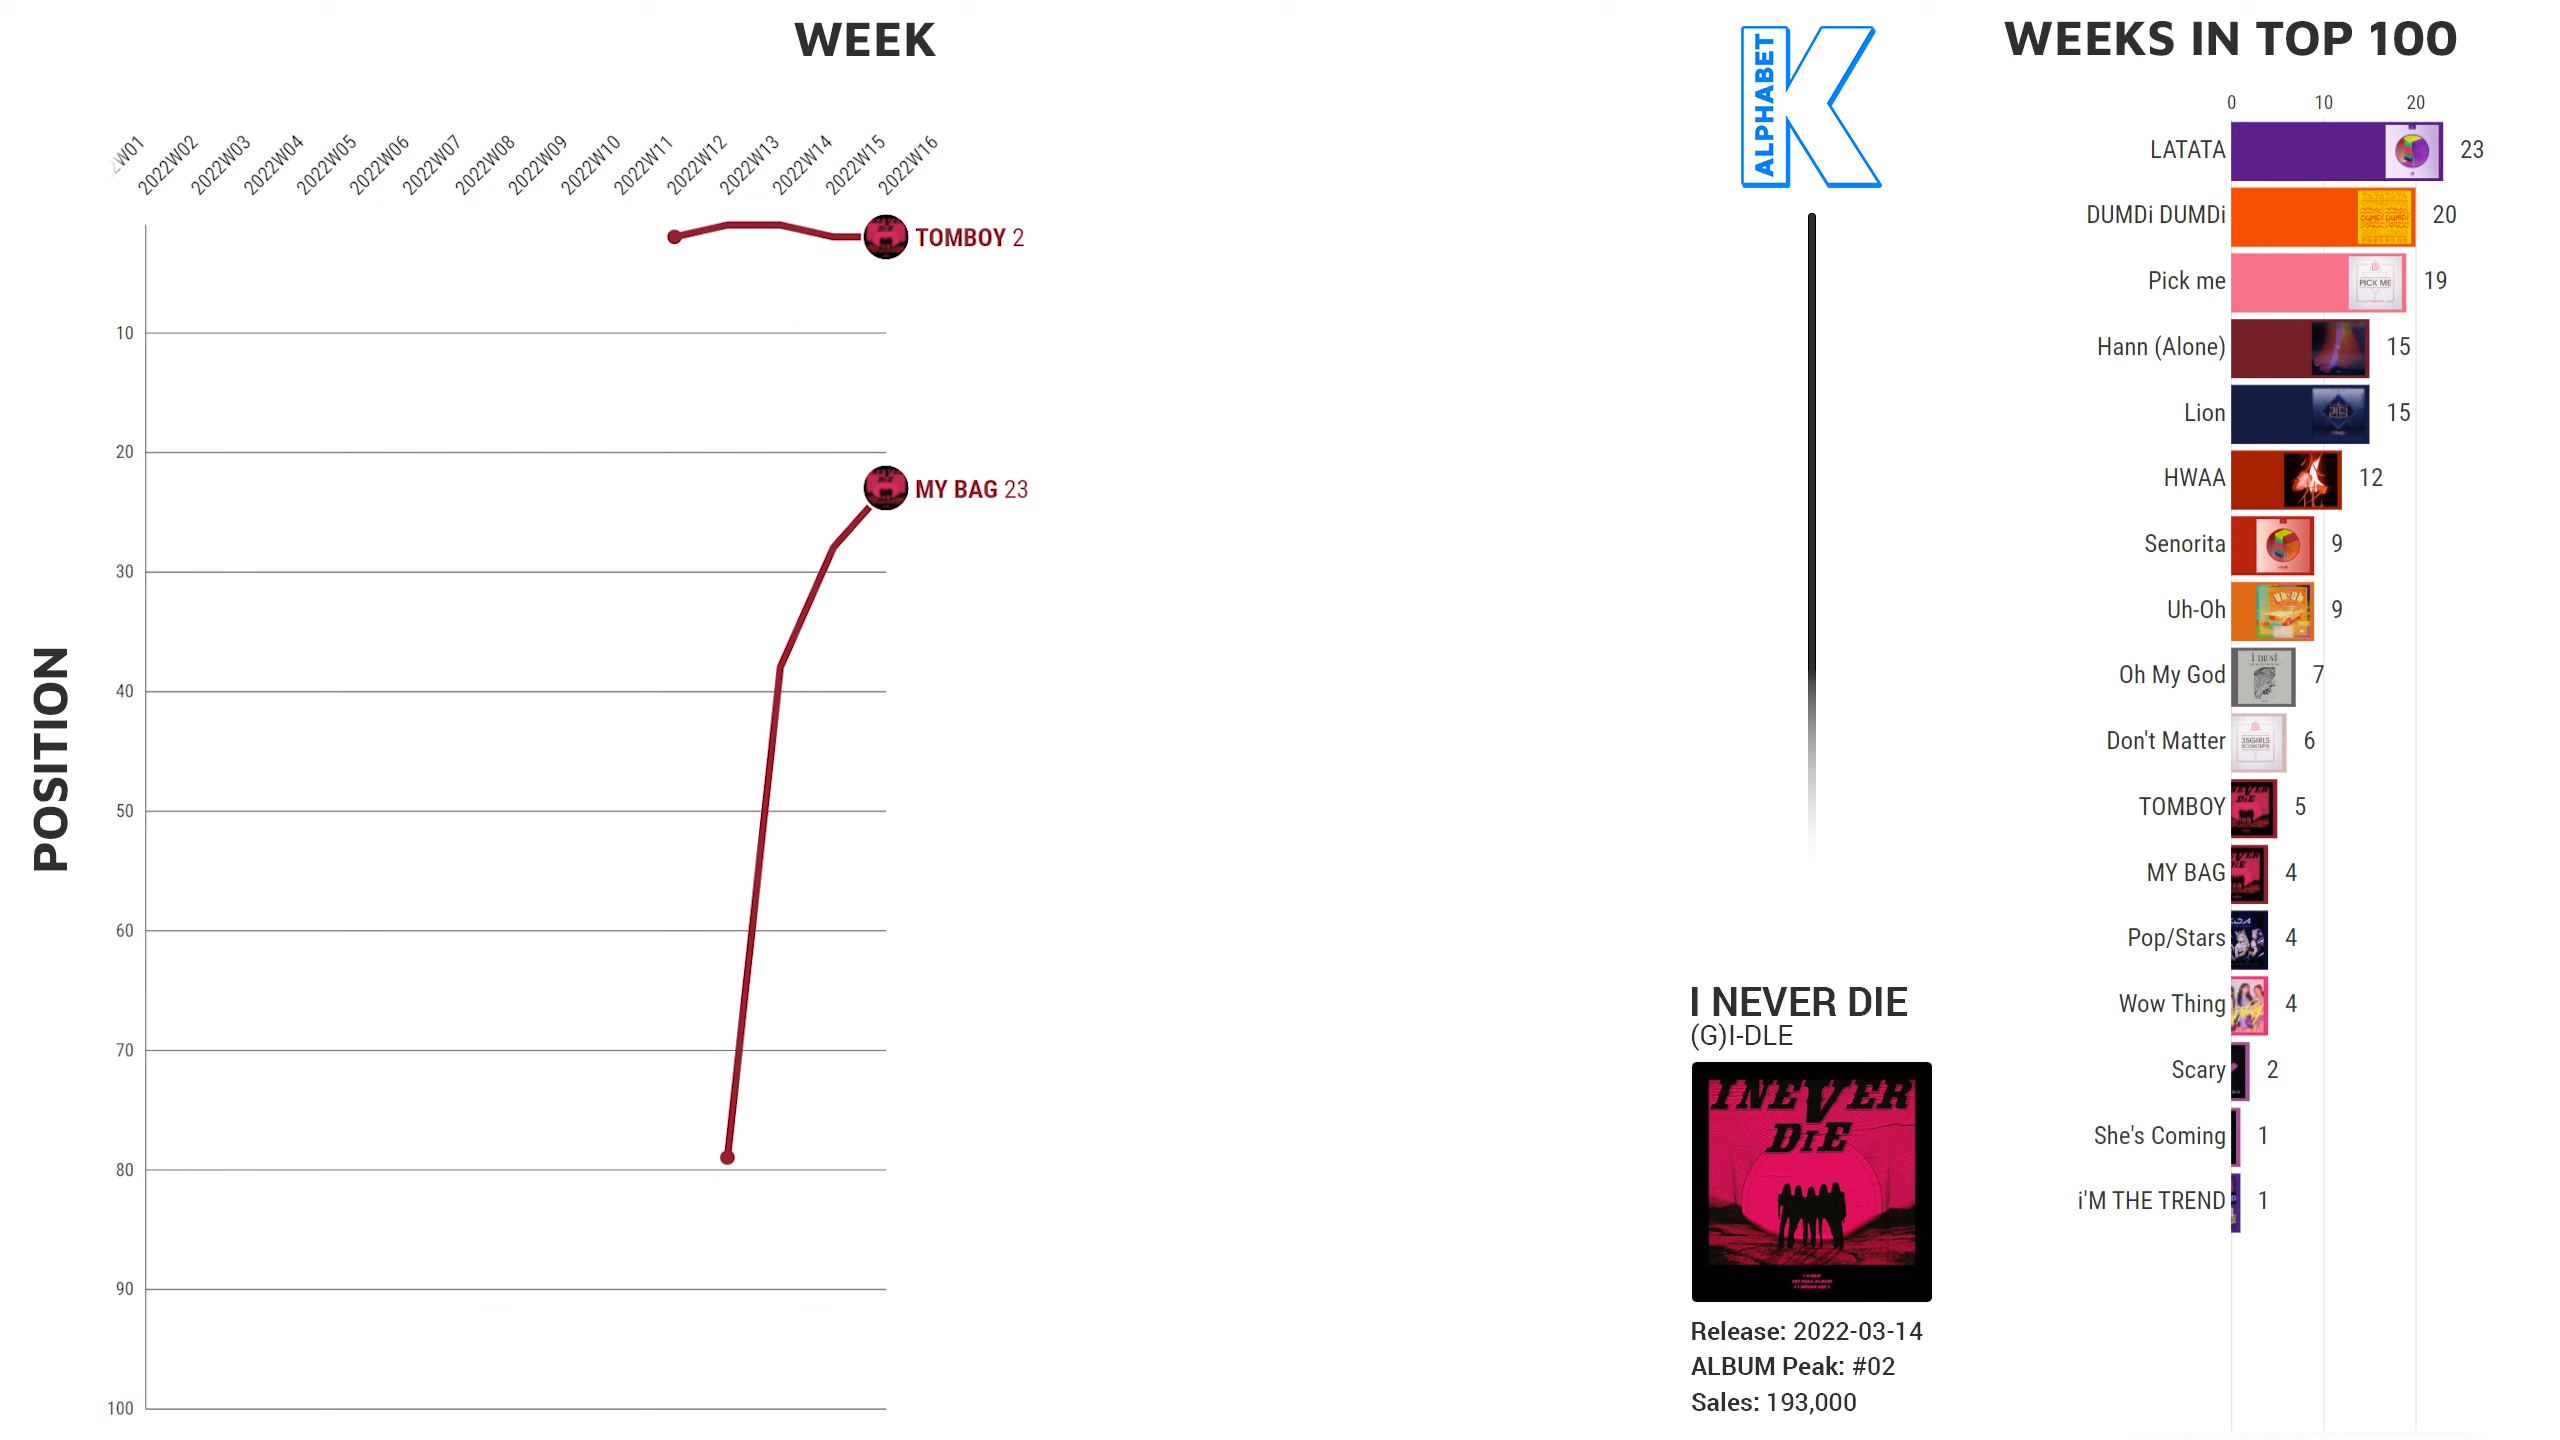 WEEK
2022W02
2022W03
2022W04
2022W05
2022W06
2022W07
2022W08
2022W09
2022W10
2022W11
2022W12
2022W13
2022W14
2022W15
2022W16
POSITION
10
20
30
40
50
60
70
80
90
100
TOMBOY 2
MY BAG 23
ALPHABET
K
I NEVER DIE
(G)I-DLE
I NEVER
DIE
Release: 2022-03-14
ALBUM Peak: #02
Sales: 193,000
WEEKS IN TOP 100
0 10 20
LATATA 23
DUMDi DUMDi 20
Pick me PICK ME 19
Hann (Alone) 15
Lion 15
HWAA 12
Senorita 9
Uh-Oh Uh-Oh 9
Oh My God 7
Don't Matter 6
TOMBOY 5
MY BAG 4
Pop/Stars 4
Wow Thing 4
Scary 2
She's Coming 1
i'M THE TREND 1